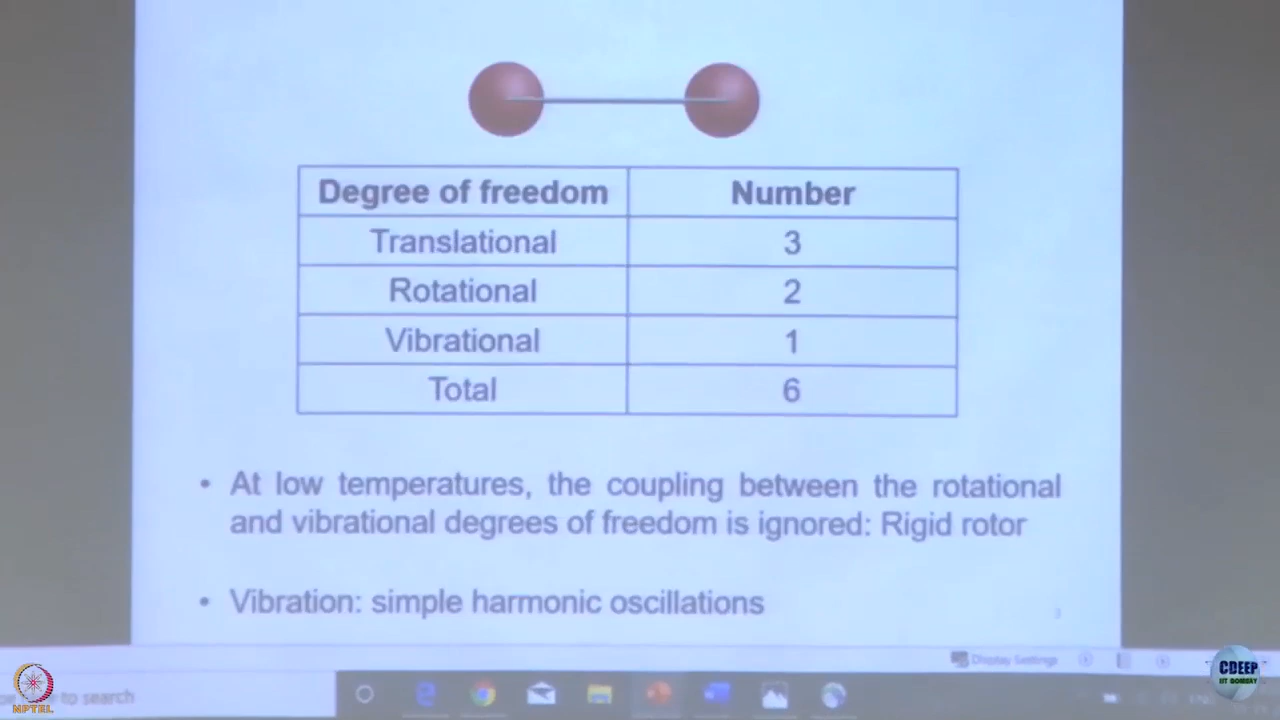 Degree of freedom Number
Translational 3
Rotational 2
Vibrational 1
Total 6
• At low temperatures, the coupling between the rotational
and vibrational degrees of freedom is ignored: Rigid rotor
• Vibration: simple harmonic oscillations
3
Display Settings
to search
NPTEL
CDEEP
IIT BOMBAY